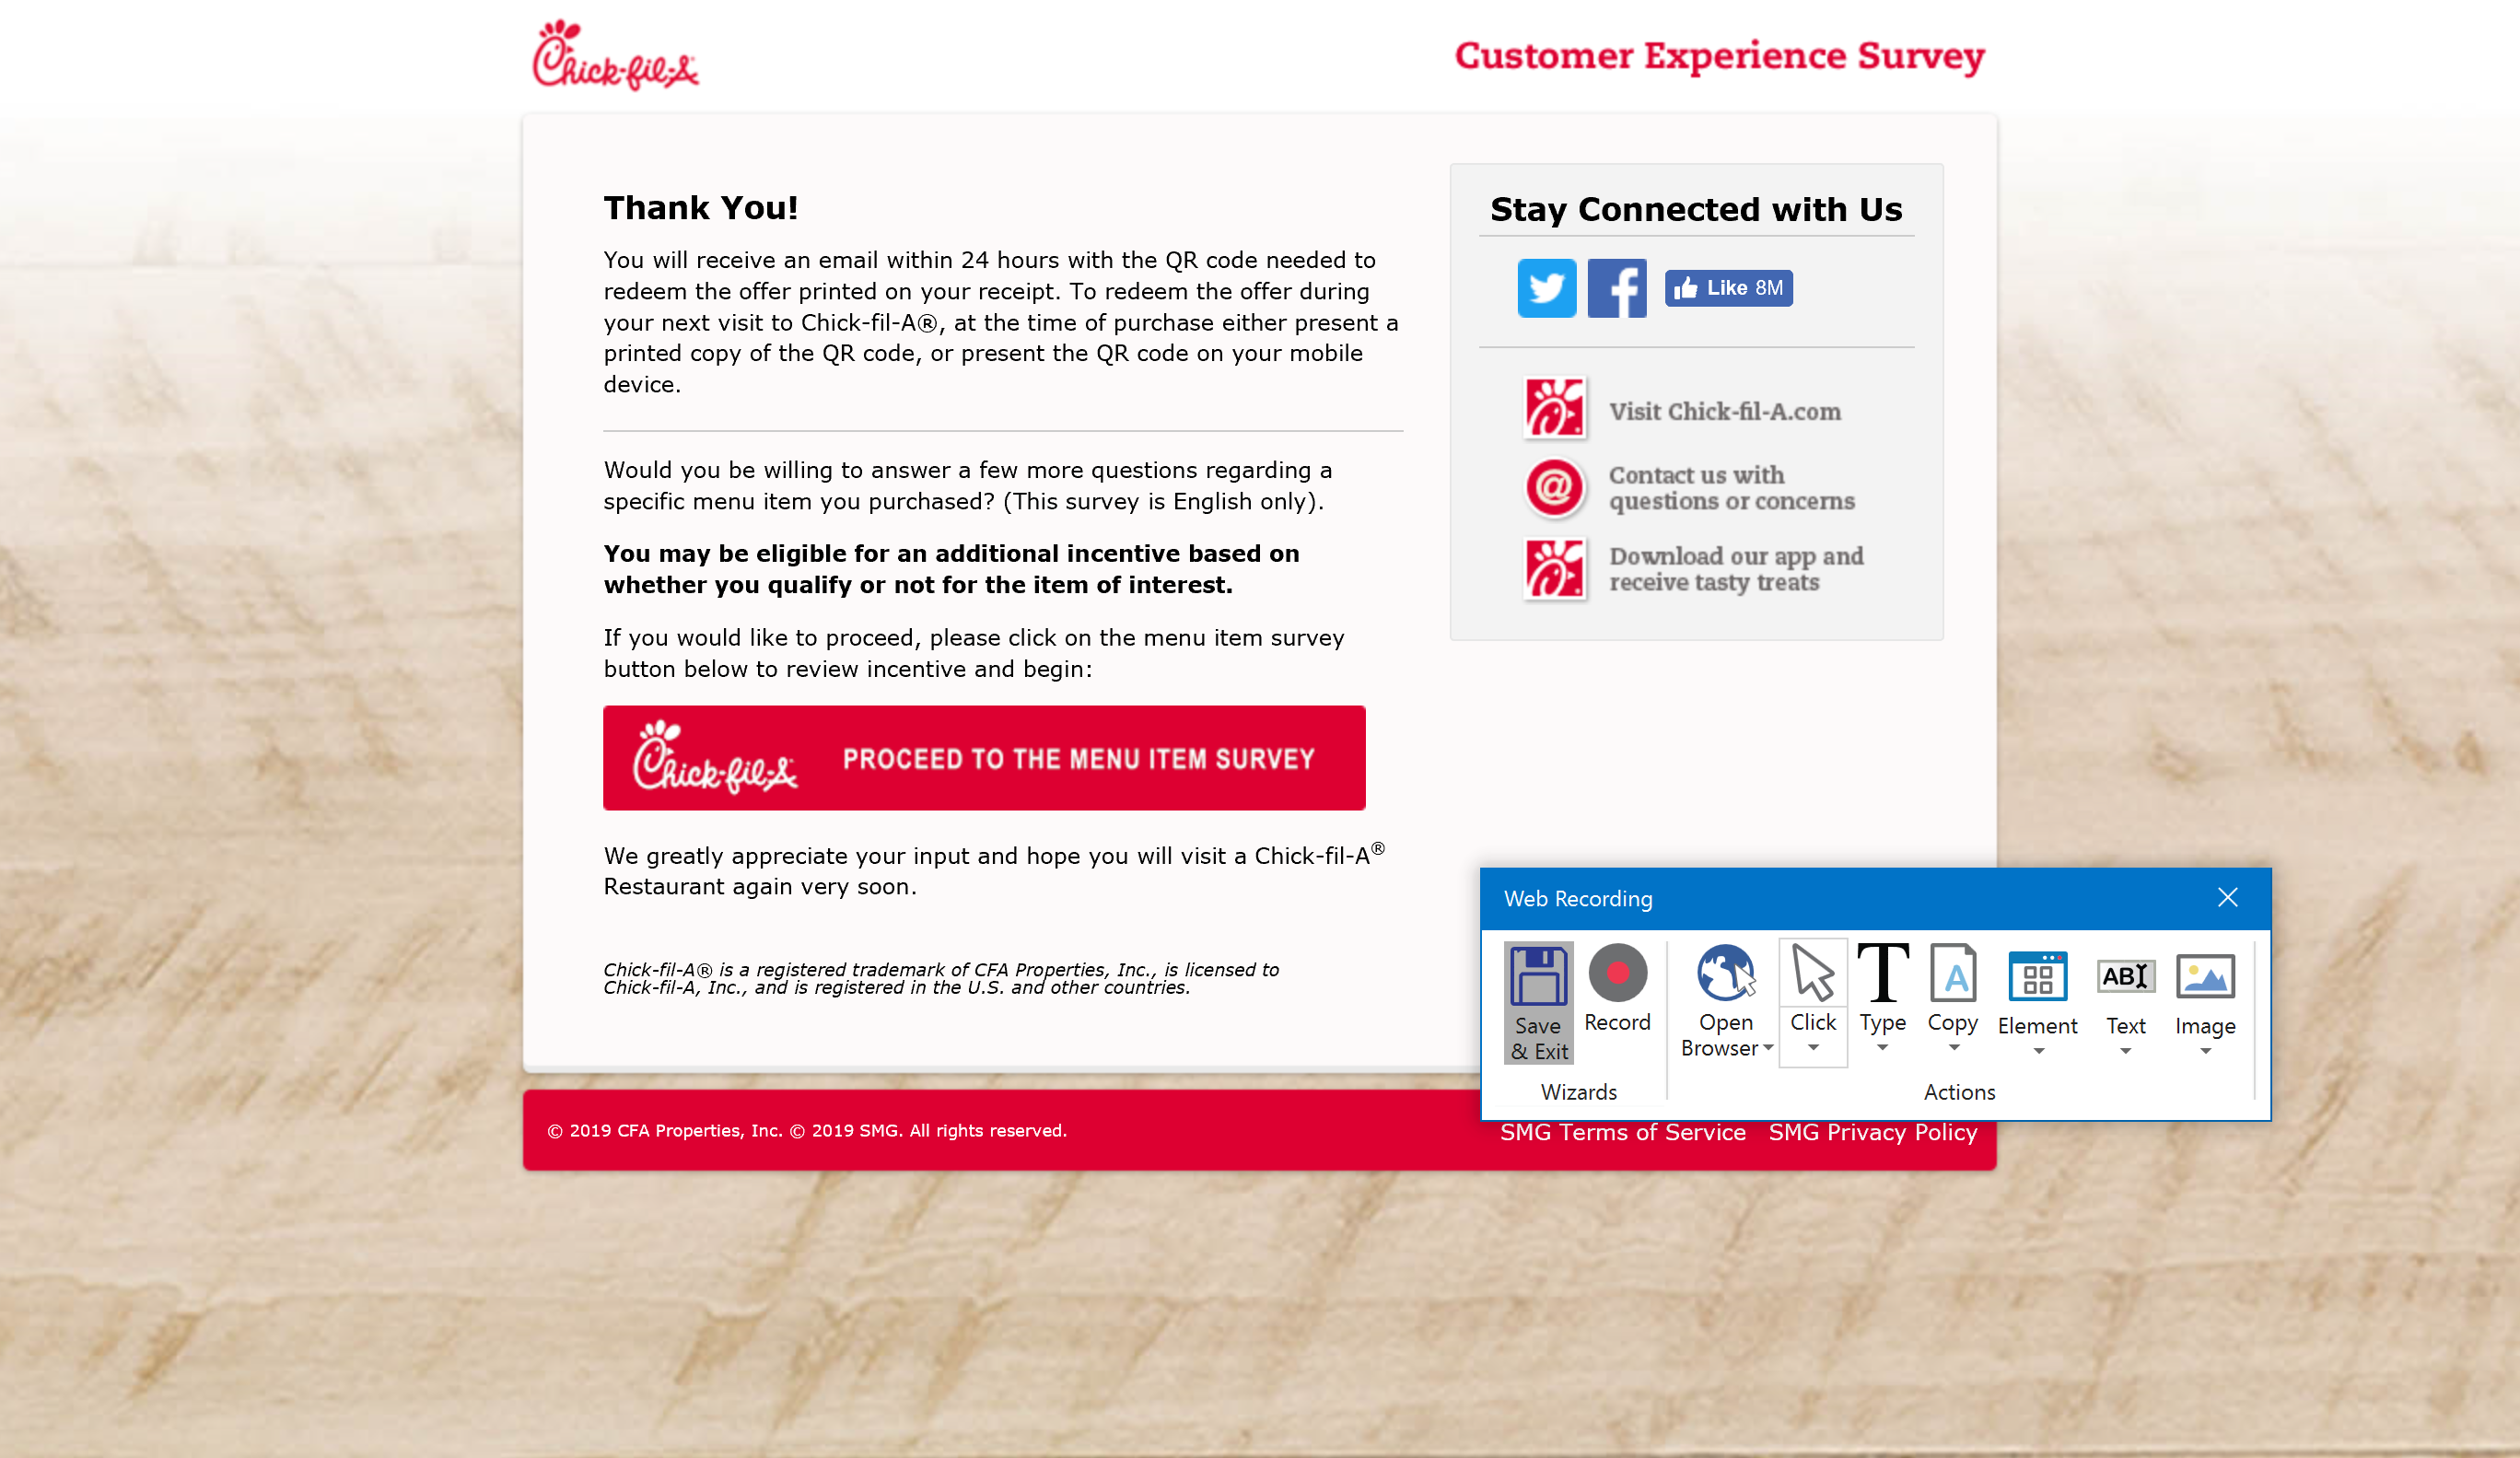 Chick-fil-A
Customer Experience Survey
Thank You!
You will receive an email within 24 hours with the QR code needed to
redeem the offer printed on your receipt. To redeem the offer during
your next visit to Chick-fil-A®, at the time of purchase either present a
printed copy of the QR code, or present the QR code on your mobile
device.
Would you be willing to answer a few more questions regarding a
specific menu item you purchased? (This survey is English only).
You may be eligible for an additional incentive based on
whether you qualify or not for the item of interest.
If you would like to proceed, please click on the menu item survey
button below to review incentive and begin:
Chick-fil-A PROCEED TO THE MENU ITEM SURVEY
We greatly appreciate your input and hope you will visit a Chick-fil-A®
Restaurant again very soon.
Chick-fil-A® is a registered trademark of CFA Properties, Inc., is licensed to
Chick-fil-A, Inc., and is registered in the U.S. and other countries.
Stay Connected with Us
Like 8M
Visit Chick-fil-A.com
@
Contact us with
questions or concerns
Download our app and
receive tasty treats
Web Recording
Save
& Exit
Record
Open
Browser
Click
T
Type
A
Copy
Element
AB
Text
Image
Wizards
Actions
© 2019 CFA Properties, Inc. © 2019 SMG. All rights reserved.
SMG Terms of Service SMG Privacy Policy